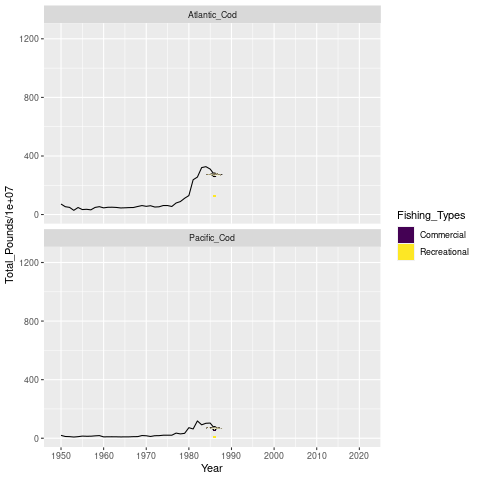 Atlantic_Cod
1200
800
400
0
Pacific_Cod
1200
800
400
0
1950 1960 1970 1980 1990 2000 2010 2020
Year
Total_Pounds/1e+07
Fishing_Types
Commercial
Recreational